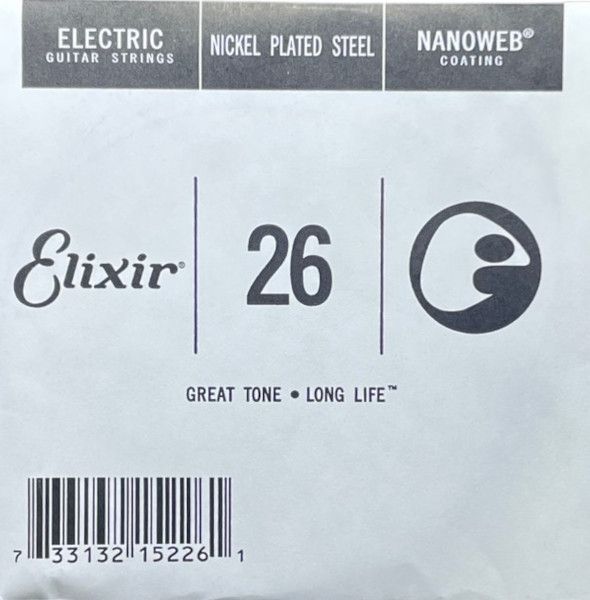 ELECTRIC
GUITAR STRINGS
NICKEL PLATED STEEL
NANOWEB®
COATING
Elixir®
26
GREAT TONE • LONG LIFE™
7 33132 15226 1